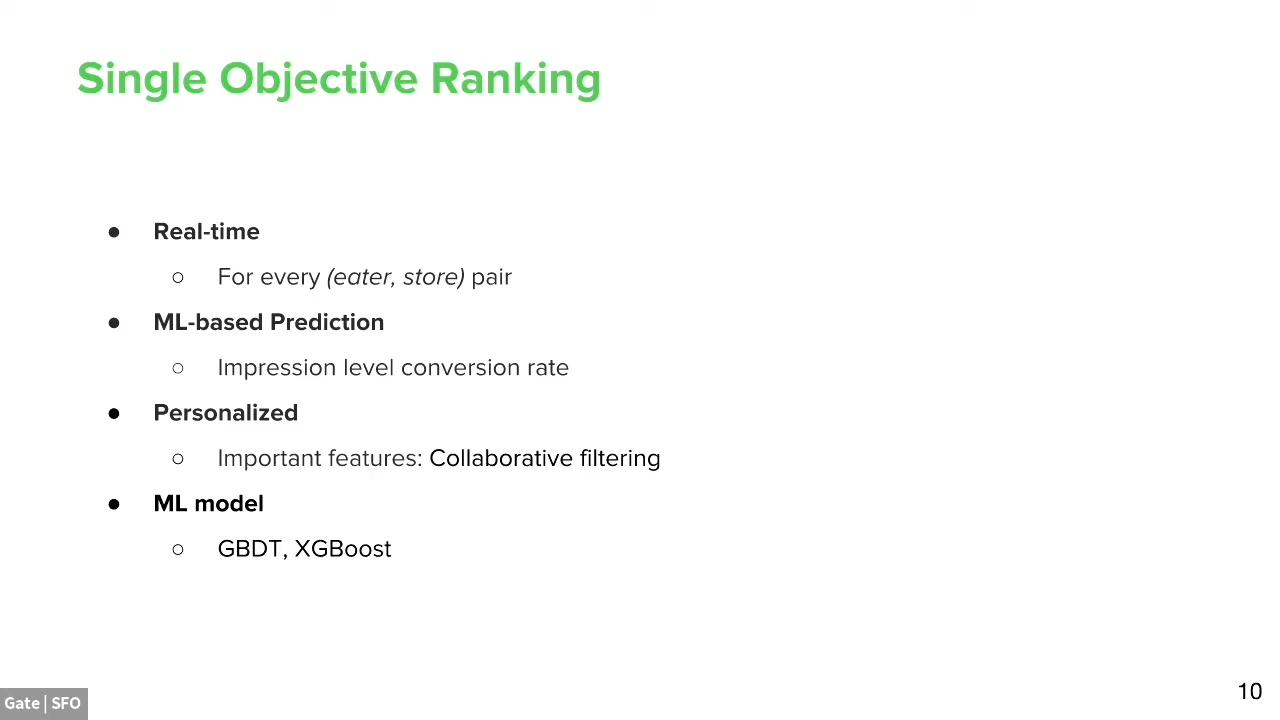 Single Objective Ranking
● Real-time
○ For every (eater, store) pair
● ML-based Prediction
○ Impression level conversion rate
● Personalized
○ Important features: Collaborative filtering
● ML model
○ GBDT, XGBoost
Gate | SFO
10